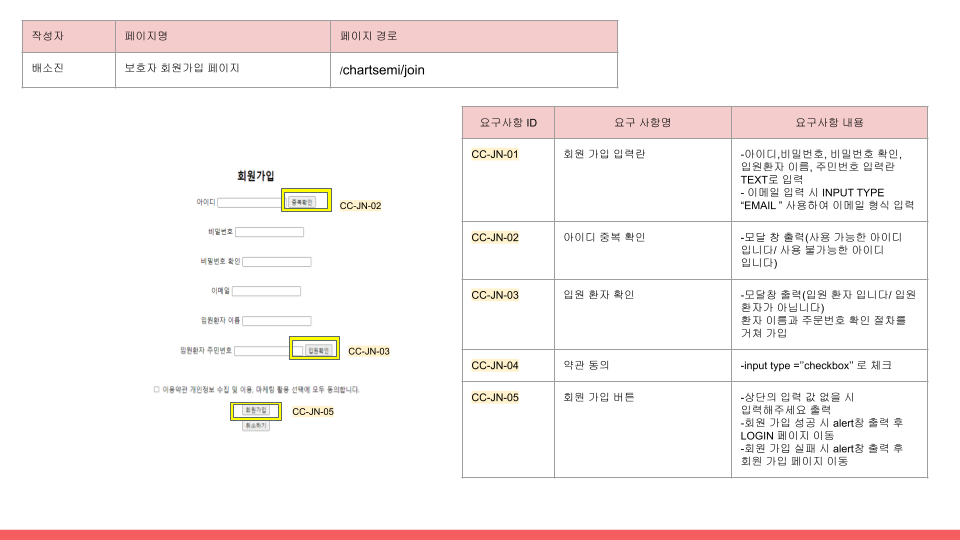 작성자 페이지명 페이지 경로
배소진 보호자 회원가입 페이지 /chartsemi/join
회원가입
아이디 중복확인 CC-JN-02
비밀번호
비밀번호 확인
이메일
입원환자 이름
입원환자 주민번호 입원확인 CC-JN-03
이용약관 개인정보 수집 및 이용, 마케팅 활용 선택에 모두 동의합니다.
회원가입 CC-JN-05
취소하기
요구사항 ID 요구 사항명 요구사항 내용
CC-JN-01 회원 가입 입력란 -아이디,비밀번호, 비밀번호 확인,
입원환자 이름, 주민번호 입력란
TEXT로 입력
- 이메일 입력 시 INPUT TYPE
“EMAIL ” 사용하여 이메일 형식 입력
CC-JN-02 아이디 중복 확인 -모달 창 출력(사용 가능한 아이디
입니다/ 사용 불가능한 아이디
입니다)
CC-JN-03 입원 환자 확인 -모달창 출력(입원 환자 입니다/ 입원
환자가 아닙니다)
환자 이름과 주문번호 확인 절차를
거쳐 가입
CC-JN-04 약관 동의 -input type =”checkbox” 로 체크
CC-JN-05 회원 가입 버튼 -상단의 입력 값 없을 시
입력해주세요 출력
-회원 가입 성공 시 alert창 출력 후
LOGIN 페이지 이동
-회원 가입 실패 시 alert창 출력 후
회원 가입 페이지 이동